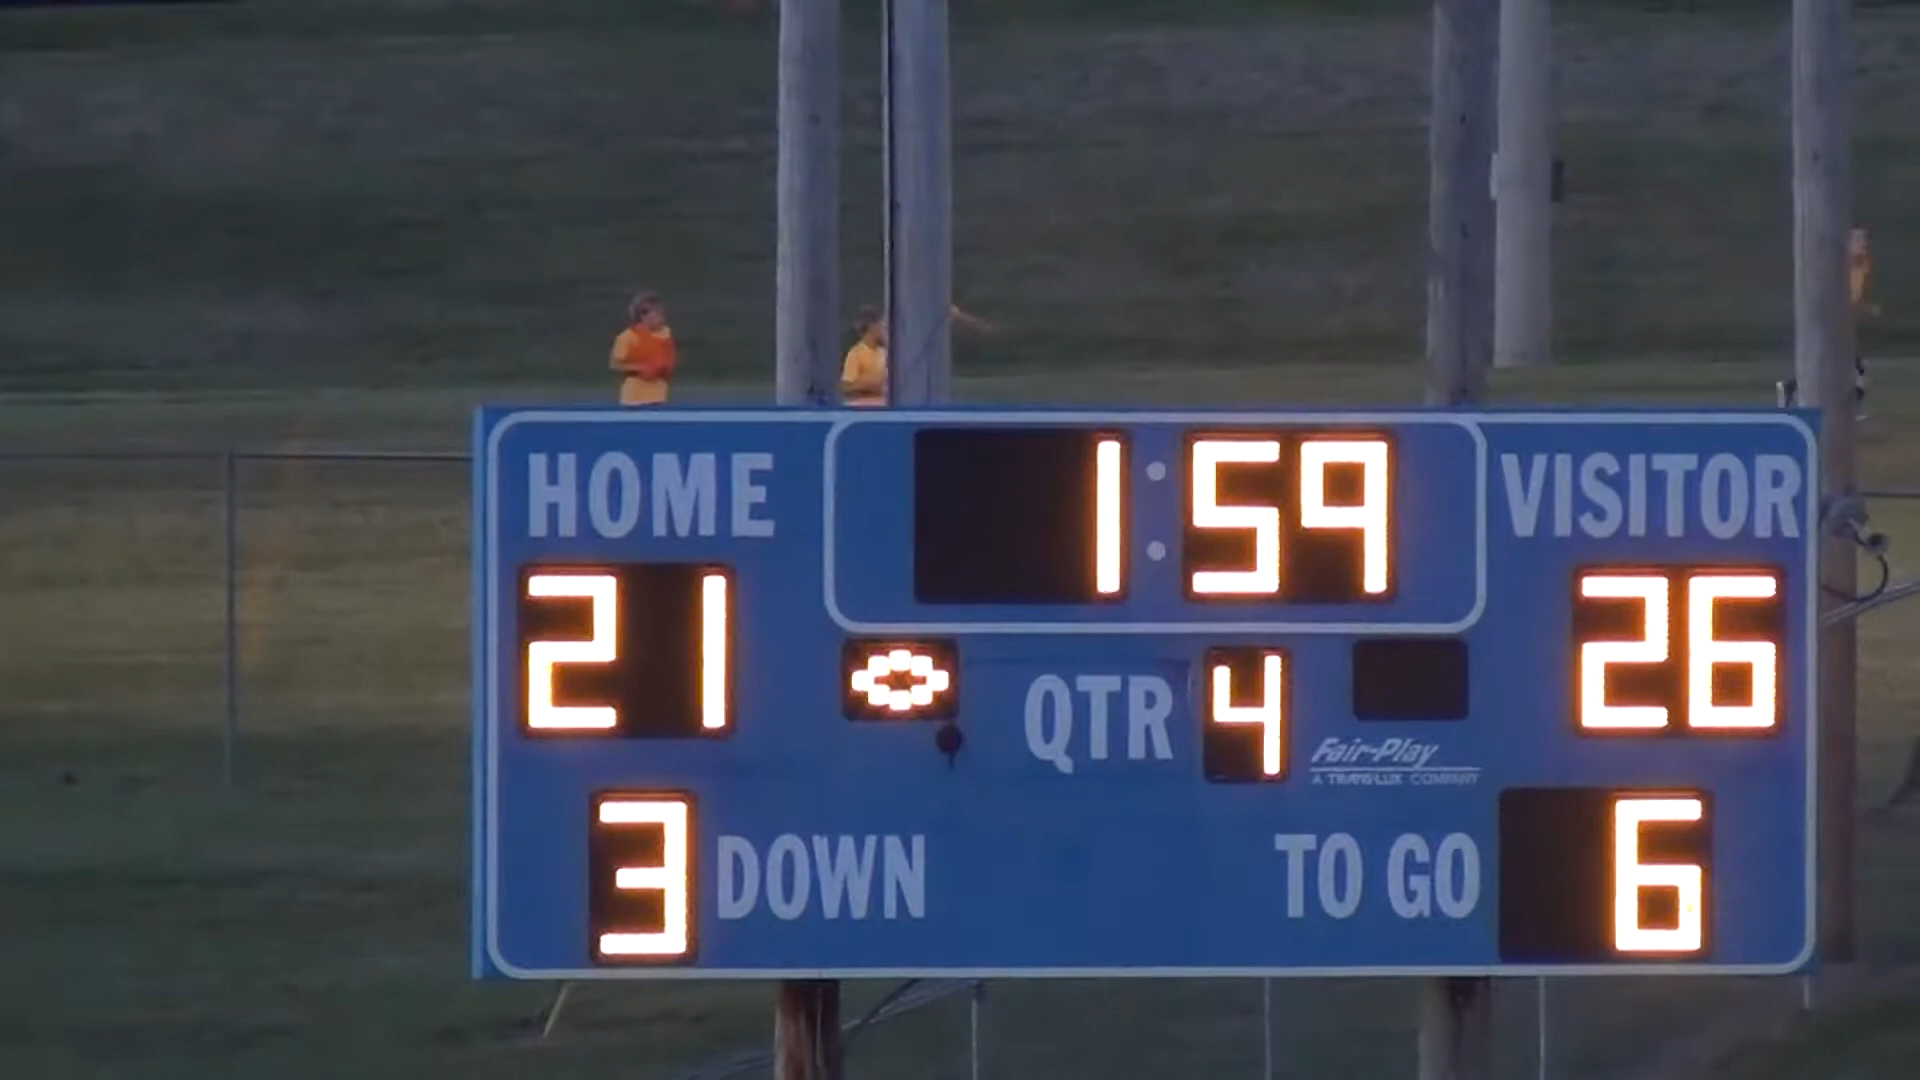 HOME 1:59 VISITOR
21 QTR 4 26
Fair-Play
A TRANS-LUX COMPANY
3 DOWN TO GO 6